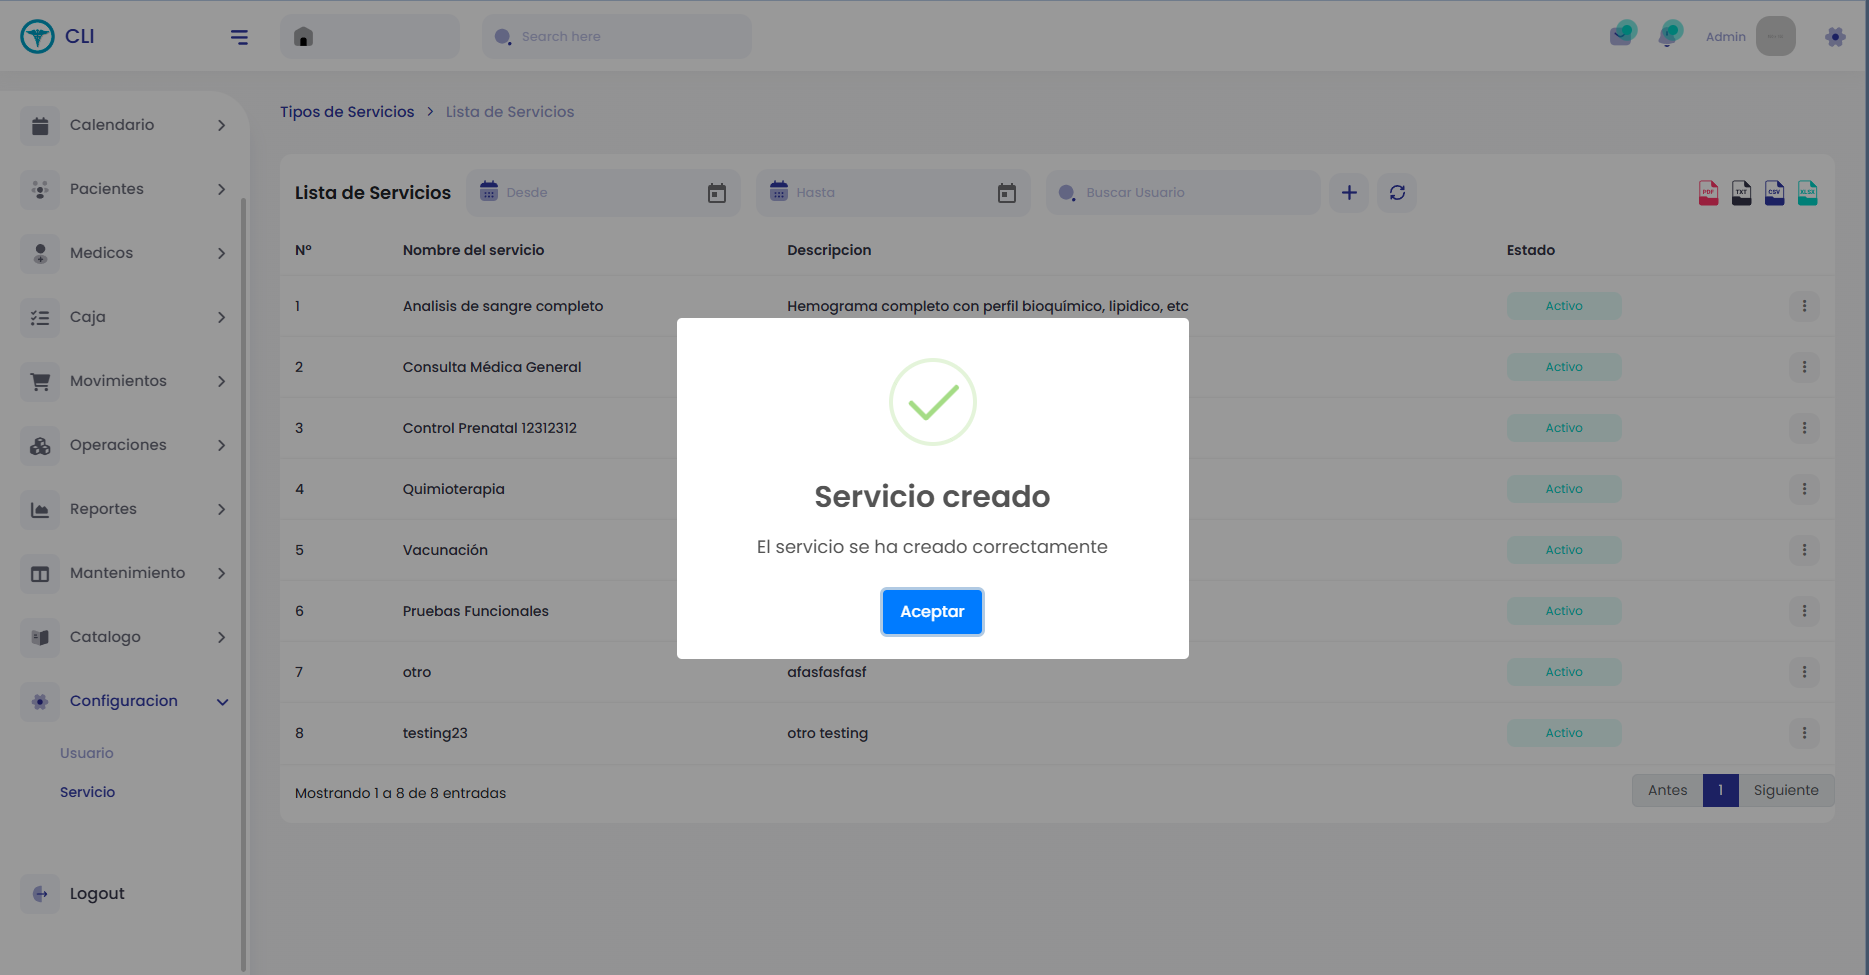 CLI
Search here
Admin
Calendario
Pacientes
Medicos
Caja
Movimientos
Operaciones
Reportes
Mantenimiento
Catalogo
Configuracion
Usuario
Servicio
Logout
Tipos de Servicios > Lista de Servicios
Lista de Servicios
Desde
Hasta
Buscar Usuario
PDF TXT CSV XLSX
Nº Nombre del servicio Descripcion Estado
1 Analisis de sangre completo Hemograma completo con perfil bioquímico, lipidico, etc Activo
2 Consulta Médica General Activo
3 Control Prenatal 12312312 Activo
4 Quimioterapia Activo
5 Vacunación Activo
6 Pruebas Funcionales Activo
7 otro afasfasfasf Activo
8 testing23 otro testing Activo
Mostrando 1 a 8 de 8 entradas
Antes 1 Siguiente
Servicio creado
El servicio se ha creado correctamente
Aceptar